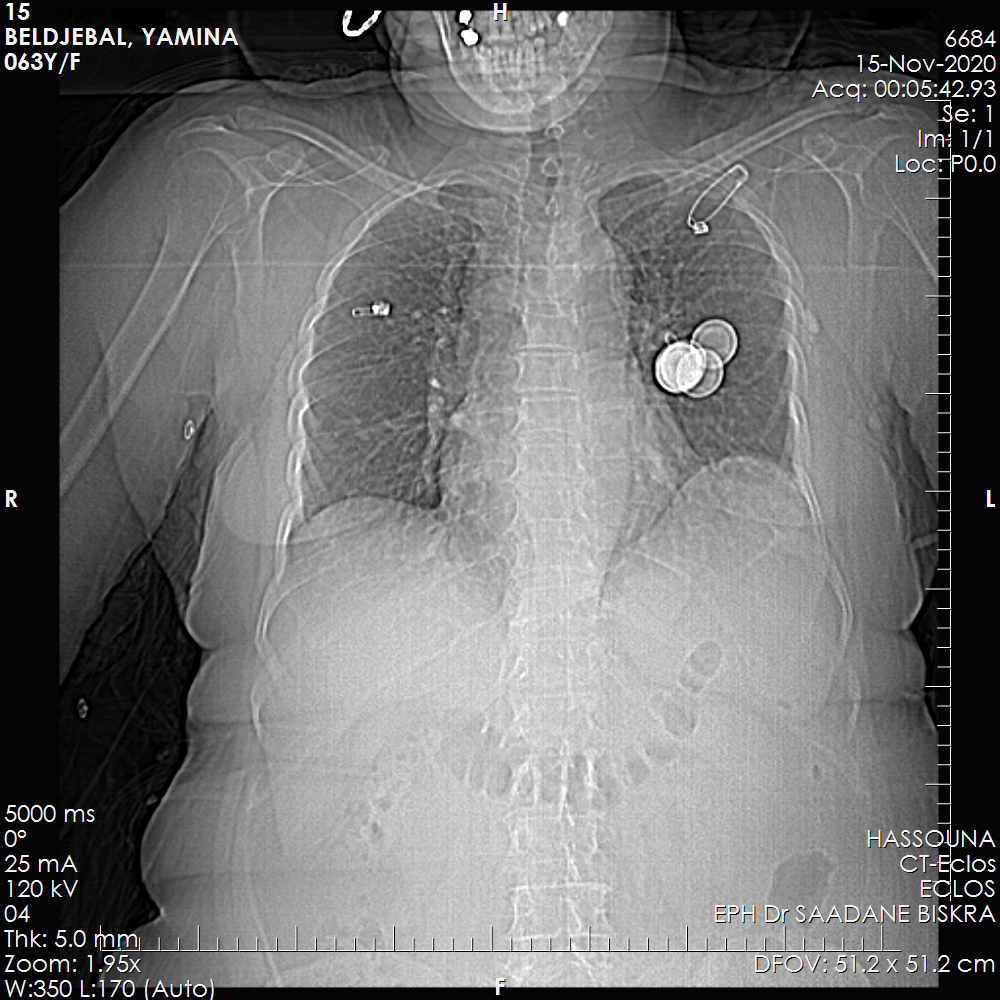 15
BELDJEBAL, YAMINA
063Y/F
H
6684
15-Nov-2020
Acq: 00:05:42.93
Se: 1
Im: 1/1
Loc: P0.0
R
L
5000 ms
0°
25 mA
120 kV
04
Thk: 5.0 mm
Zoom: 1.95x
W:350 L:170 (Auto)
F
HASSOUNA
CT-Eclos
ECLOS
EPH Dr SAADANE BISKRA
DFOV: 51.2 x 51.2 cm